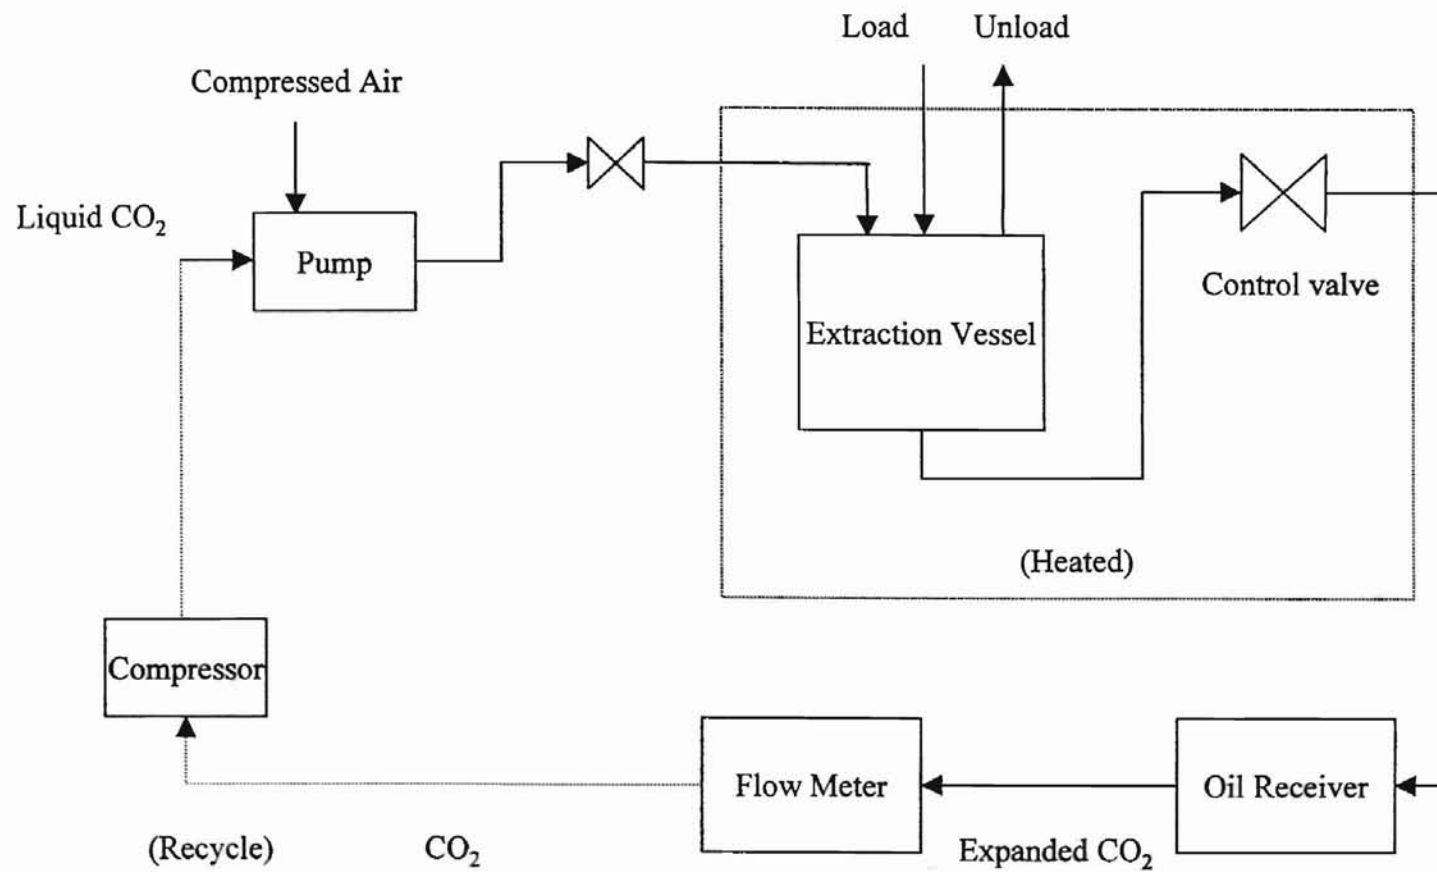 Load
Unload
Compressed Air
Liquid CO₂
Pump
Control valve
Extraction Vessel
(Heated)
Compressor
Flow Meter
Oil Receiver
(Recycle)
CO₂
Expanded CO₂